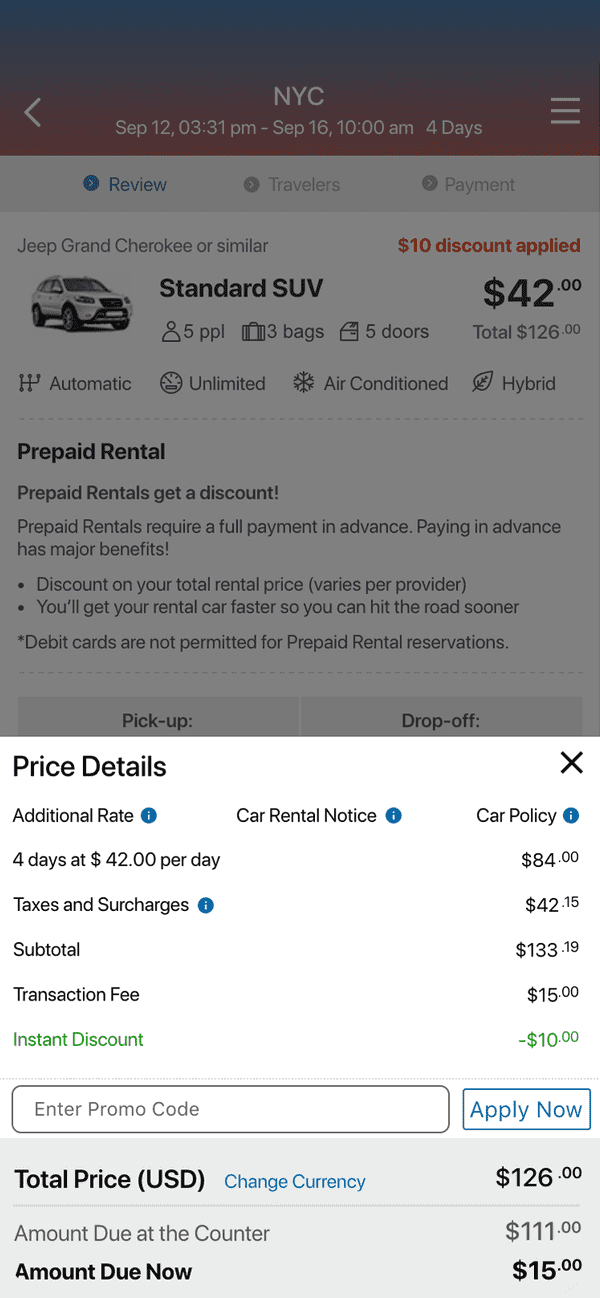 NYC
Sep 12, 03:31 pm - Sep 16, 10:00 am 4 Days
Review Travelers Payment
Jeep Grand Cherokee or similar $10 discount applied
Standard SUV $42.00
5 ppl 3 bags 5 doors Total $126.00
Automatic Unlimited Air Conditioned Hybrid
Prepaid Rental
Prepaid Rentals get a discount!
Prepaid Rentals require a full payment in advance. Paying in advance
has major benefits!
• Discount on your total rental price (varies per provider)
• You’ll get your rental car faster so you can hit the road sooner
*Debit cards are not permitted for Prepaid Rental reservations.
Pick-up: Drop-off:
Price Details
Additional Rate Car Rental Notice Car Policy
4 days at $ 42.00 per day $84.00
Taxes and Surcharges $42.15
Subtotal $133.19
Transaction Fee $15.00
Instant Discount -$10.00
Enter Promo Code Apply Now
Total Price (USD) Change Currency $126.00
Amount Due at the Counter $111.00
Amount Due Now $15.00